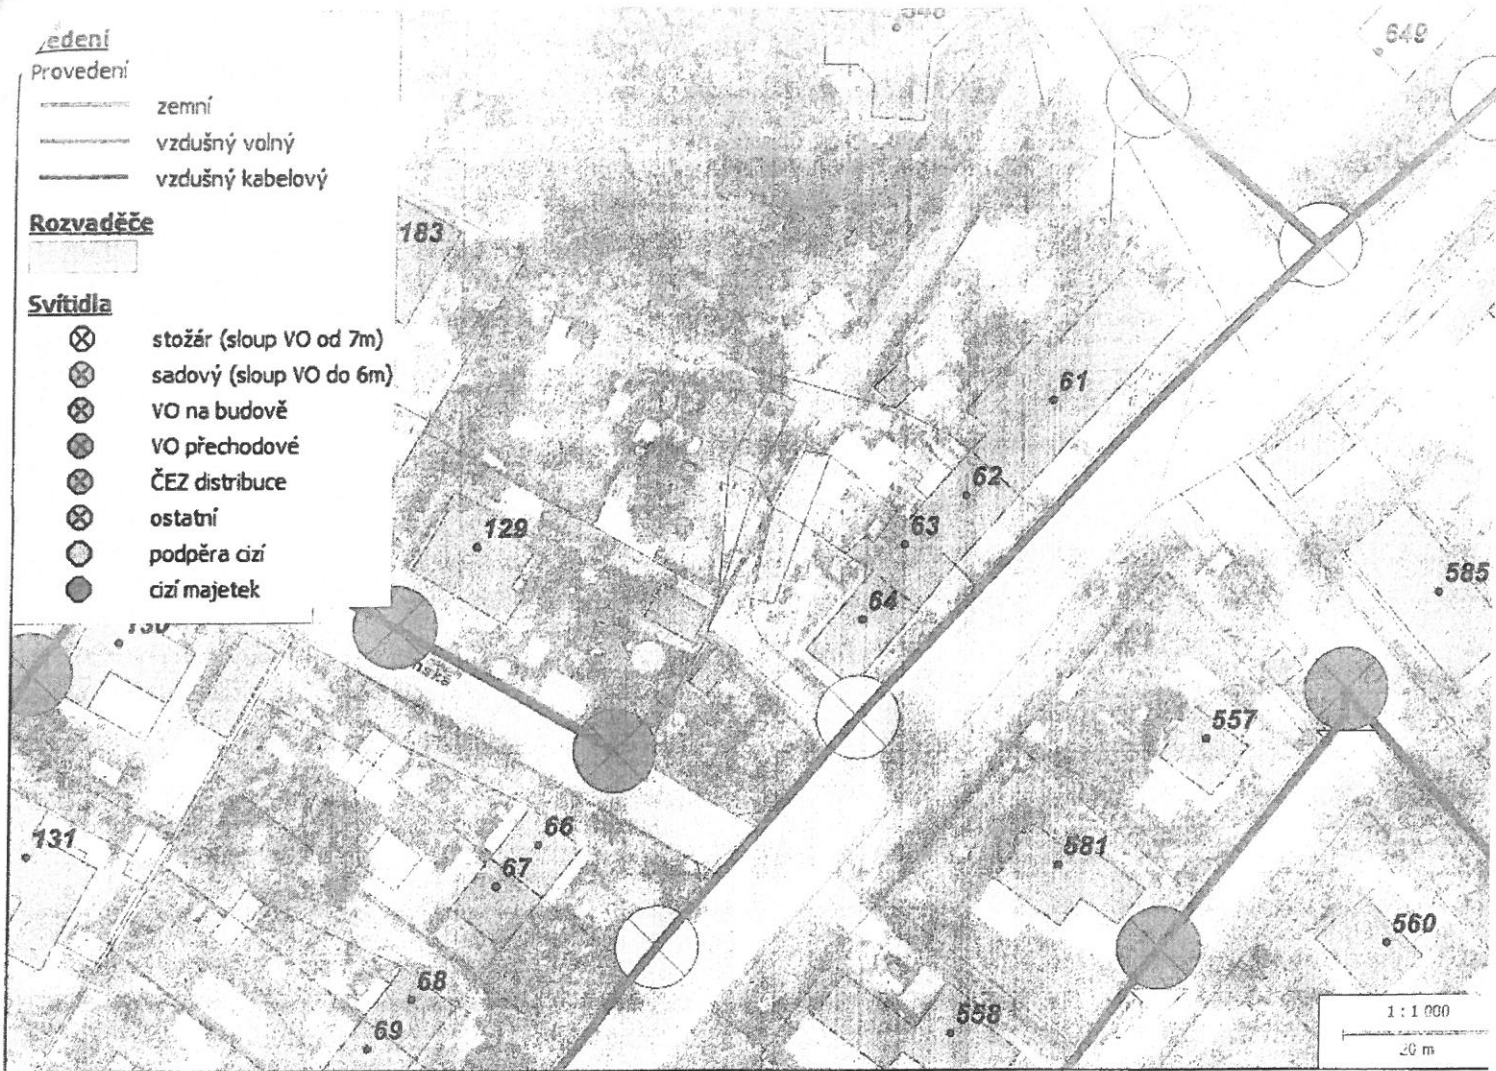 edení
Provedení
zemní
vzdušný volný
vzdušný kabelový
Rozvaděče
Svítidla
stožár (sloup VO od 7m)
sadový (sloup VO do 6m)
VO na budově
VO přechodové
ČEZ distribuce
ostatní
podpěra cizí
cizí majetek
649
183
61
62
63
129
64
585
130
557
66
131
67
581
560
68
558
69
1 : 1 000
20 m